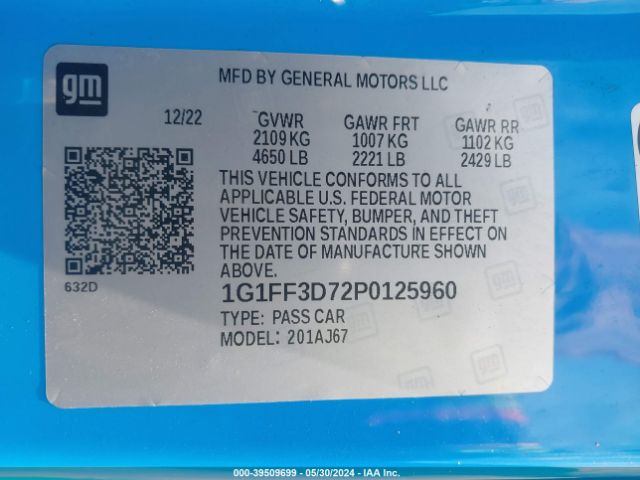 gm
MFD BY GENERAL MOTORS LLC
12/22 GVWR GAWR FRT GAWR RR
2109 KG 1007 KG 1102 KG
4650 LB 2221 LB 2429 LB
THIS VEHICLE CONFORMS TO ALL
APPLICABLE U.S. FEDERAL MOTOR
VEHICLE SAFETY, BUMPER, AND THEFT
PREVENTION STANDARDS IN EFFECT ON
THE DATE OF MANUFACTURE SHOWN
ABOVE.
632D
1G1FF3D72P0125960
TYPE: PASS CAR
MODEL: 201AJ67
000-39509699 - 05/30/2024 - IAA Inc.